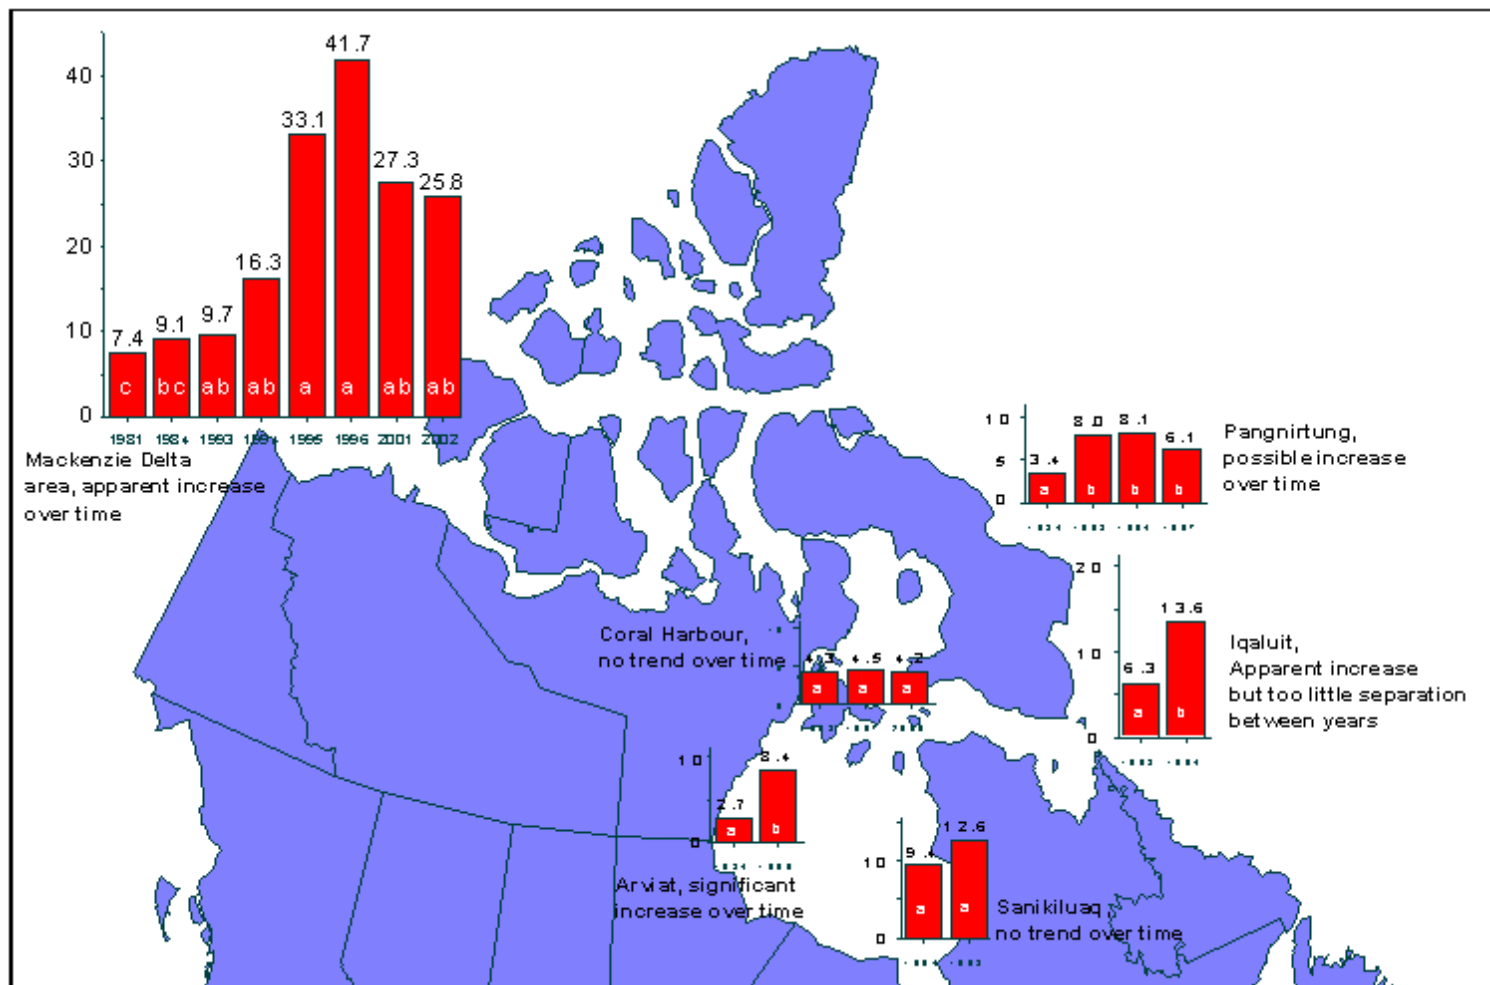 41.7
40
33.1
30
27.3
25.8
20
16.3
10
7.4
9.1
9.7
c
bc
ab
ab
a
a
ab
ab
0
1981 1984 1993 1994 1995 1996 2001 2002
Mackenzie Delta
area, apparent increase
over time
10
5
0
3.4
8.0
8.1
6.1
a
b
b
b
Pangnirtung,
possible increase
over time
20
10
0
6.3
13.6
a
b
Iqaluit,
Apparent increase
but too little separation
between years
Coral Harbour,
no trend over time
4.3
4.5
4.2
a
a
a
10
0
2.7
8.4
a
b
Arviat, significant
increase over time
10
0
9.4
12.6
a
a
Sanikiluaq
no trend over time